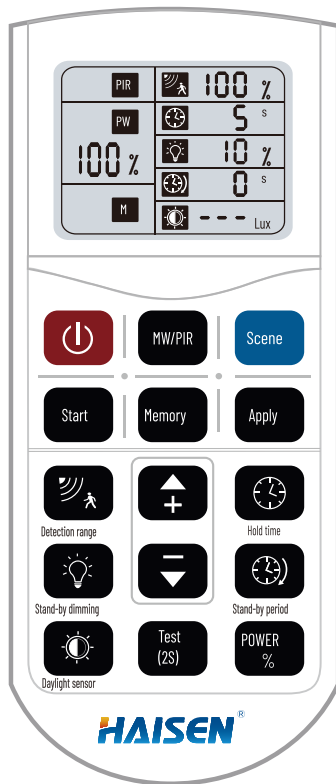 PIR
100 %
PW
5 s
100 %
10 %
0 s
M
--- Lux
MW/PIR
Scene
Start
Memory
Apply
+
Detection range
Hold time
−
Stand-by dimming
Stand-by period
Test
(2S)
POWER
%
Daylight sensor
HAISEN®